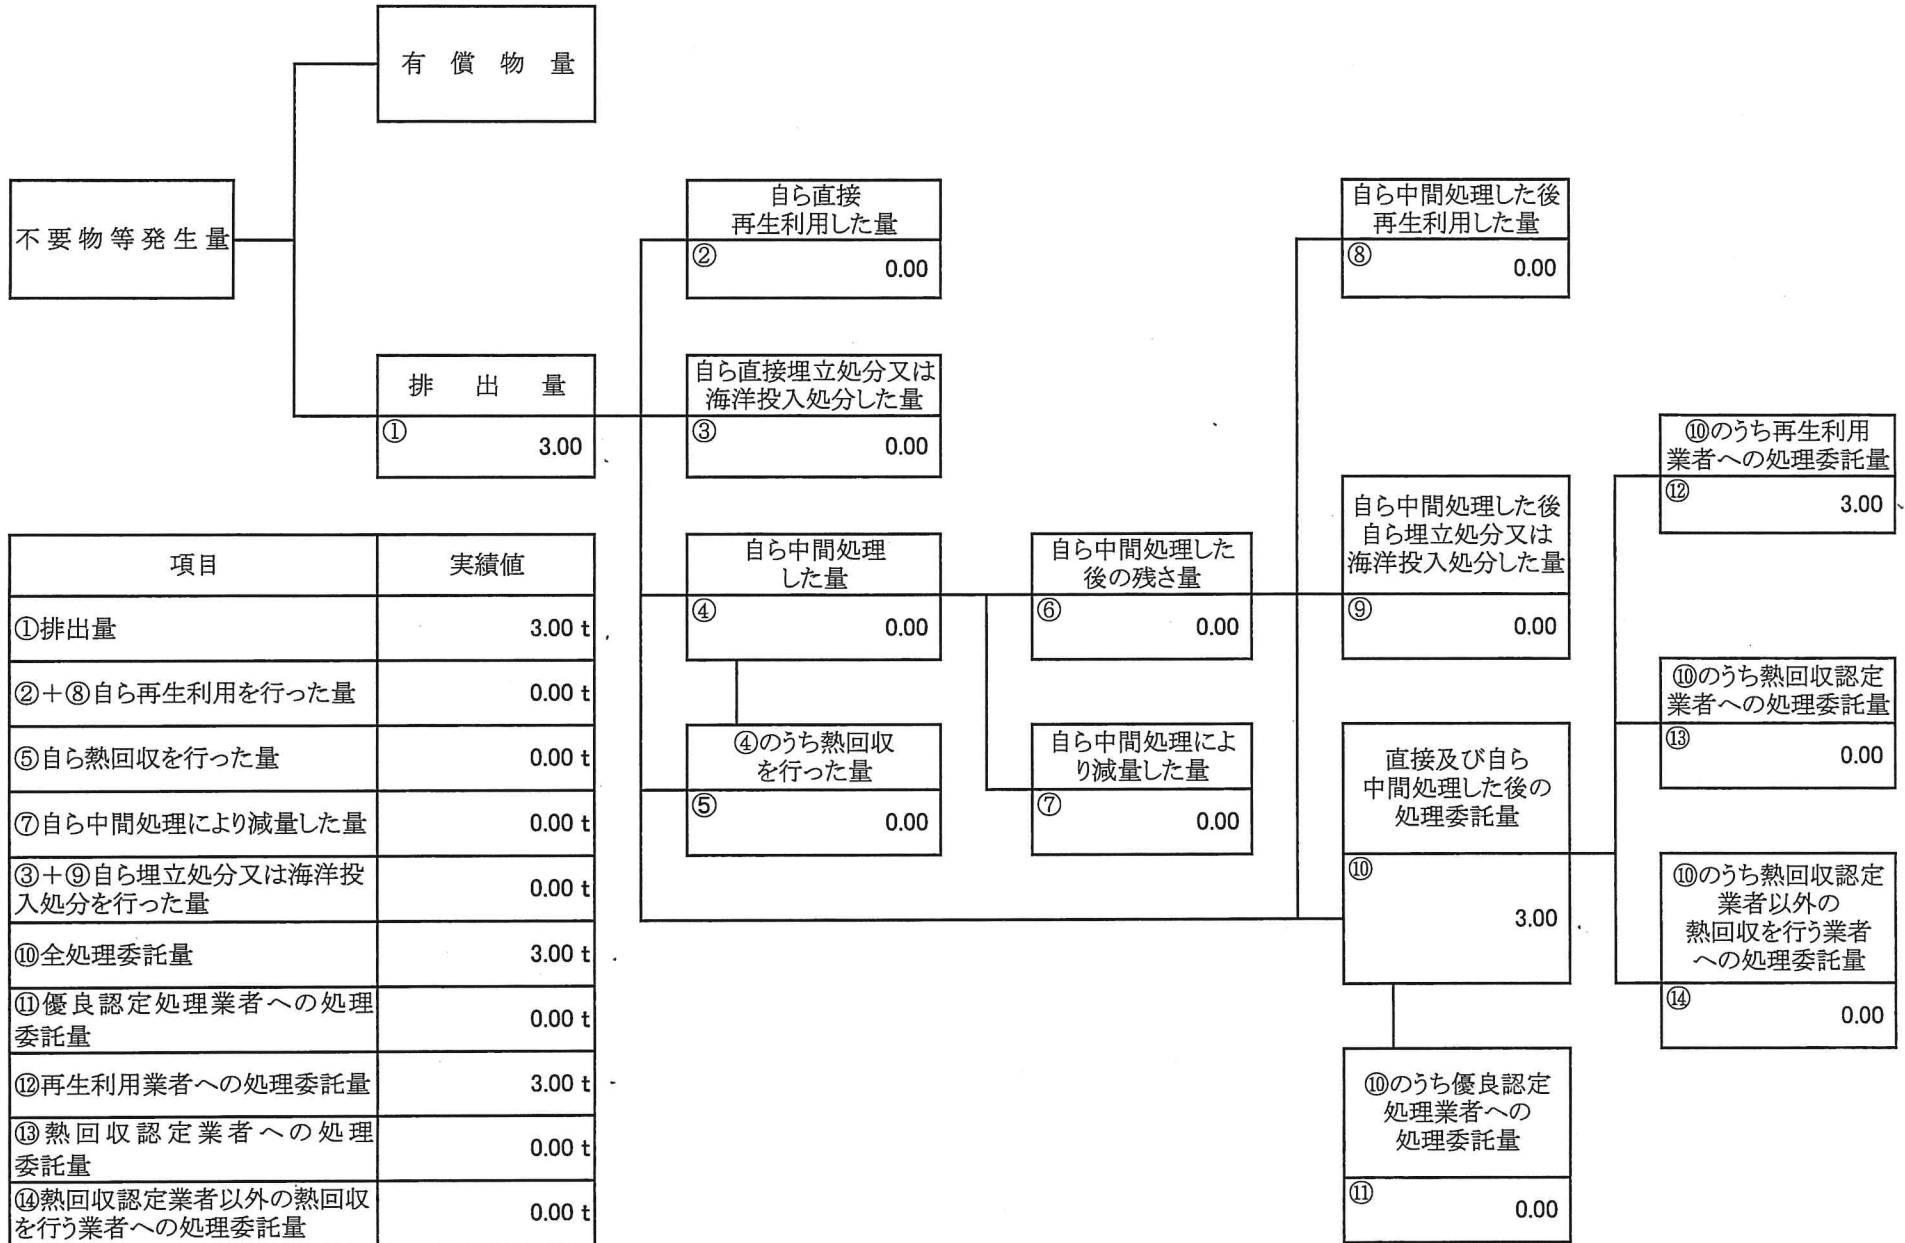 有償物量
不要物等発生量
排出量
①
3.00
自ら直接
再生利用した量
②
0.00
自ら直接埋立処分又は
海洋投入処分した量
③
0.00
自ら中間処理
した量
④
0.00
④のうち熱回収
を行った量
⑤
0.00
自ら中間処理した
後の残さ量
⑥
0.00
自ら中間処理によ
り減量した量
⑦
0.00
自ら中間処理した後
再生利用した量
⑧
0.00
自ら中間処理した後
自ら埋立処分又は
海洋投入処分した量
⑨
0.00
直接及び自ら
中間処理した後の
処理委託量
⑩
3.00
⑩のうち優良認定
処理業者への
処理委託量
⑪
0.00
⑩のうち再生利用
業者への処理委託量
⑫
3.00
⑩のうち熱回収認定
業者への処理委託量
⑬
0.00
⑩のうち熱回収認定
業者以外の
熱回収を行う業者
への処理委託量
⑭
0.00
項目 実績値
①排出量 3.00 t
②+⑧自ら再生利用を行った量 0.00 t
⑤自ら熱回収を行った量 0.00 t
⑦自ら中間処理により減量した量 0.00 t
③+⑨自ら埋立処分又は海洋投
入処分を行った量 0.00 t
⑩全処理委託量 3.00 t
⑪優良認定処理業者への処理
委託量 0.00 t
⑫再生利用業者への処理委託量 3.00 t
⑬熱回収認定業者への処理
委託量 0.00 t
⑭熱回収認定業者以外の熱回収
を行う業者への処理委託量 0.00 t